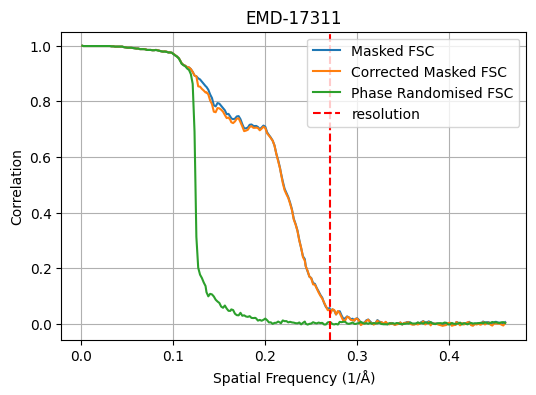 EMD-17311
Masked FSC
Corrected Masked FSC
Phase Randomised FSC
resolution
1.0
0.8
0.6
0.4
0.2
0.0
Correlation
0.0
0.1
0.2
0.3
0.4
Spatial Frequency (1/Å)